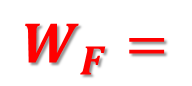 W_F =